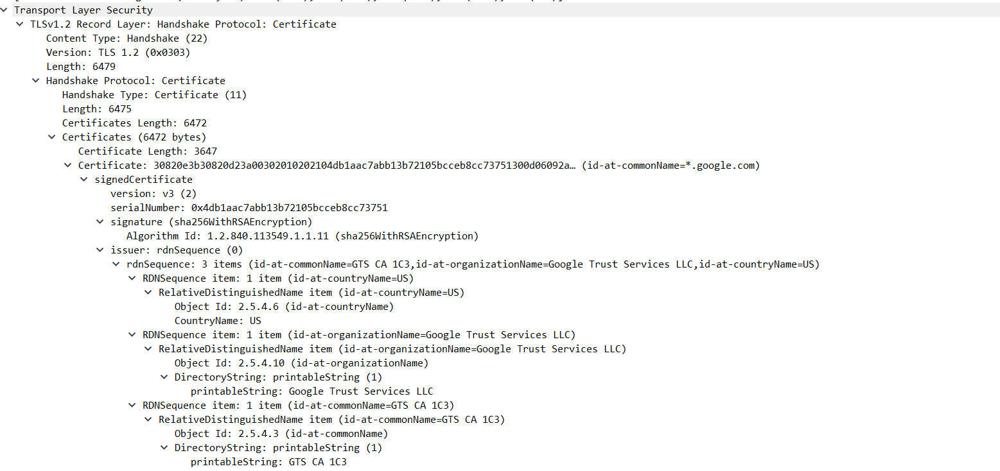 Transport Layer Security
TLSv1.2 Record Layer: Handshake Protocol: Certificate
Content Type: Handshake (22)
Version: TLS 1.2 (0x0303)
Length: 6479
Handshake Protocol: Certificate
Handshake Type: Certificate (11)
Length: 6475
Certificates Length: 6472
Certificates (6472 bytes)
Certificate Length: 3647
Certificate: 30820e3b30820d23a00302010202104db1aac7abb13b72105bcceb8cc73751300d06092a… (id-at-commonName=*.google.com)
signedCertificate
version: v3 (2)
serialNumber: 0x4db1aac7abb13b72105bcceb8cc73751
signature (sha256WithRSAEncryption)
Algorithm Id: 1.2.840.113549.1.1.11 (sha256WithRSAEncryption)
issuer: rdnSequence (0)
rdnSequence: 3 items (id-at-commonName=GTS CA 1C3,id-at-organizationName=Google Trust Services LLC,id-at-countryName=US)
RDNSequence item: 1 item (id-at-countryName=US)
RelativeDistinguishedName item (id-at-countryName=US)
Object Id: 2.5.4.6 (id-at-countryName)
CountryName: US
RDNSequence item: 1 item (id-at-organizationName=Google Trust Services LLC)
RelativeDistinguishedName item (id-at-organizationName=Google Trust Services LLC)
Object Id: 2.5.4.10 (id-at-organizationName)
DirectoryString: printableString (1)
printableString: Google Trust Services LLC
RDNSequence item: 1 item (id-at-commonName=GTS CA 1C3)
RelativeDistinguishedName item (id-at-commonName=GTS CA 1C3)
Object Id: 2.5.4.3 (id-at-commonName)
DirectoryString: printableString (1)
printableString: GTS CA 1C3